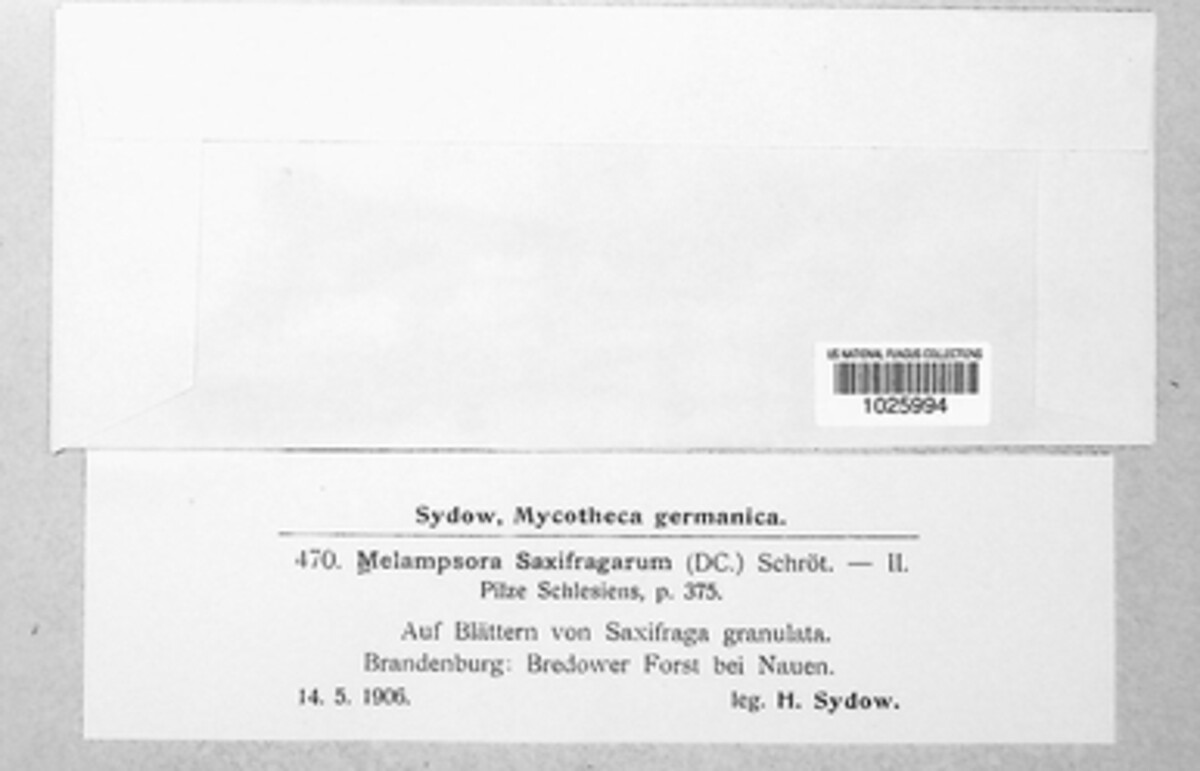 US NATIONAL FUNGUS COLLECTIONS
1025994
Sydow, Mycotheca germanica.
470. Melampsora Saxifragarum (DC.) Schröt. — II.
Pilze Schlesiens, p. 375.
Auf Blättern von Saxifraga granulata.
Brandenburg: Bredower Forst bei Nauen.
14. 5. 1906. leg. H. Sydow.